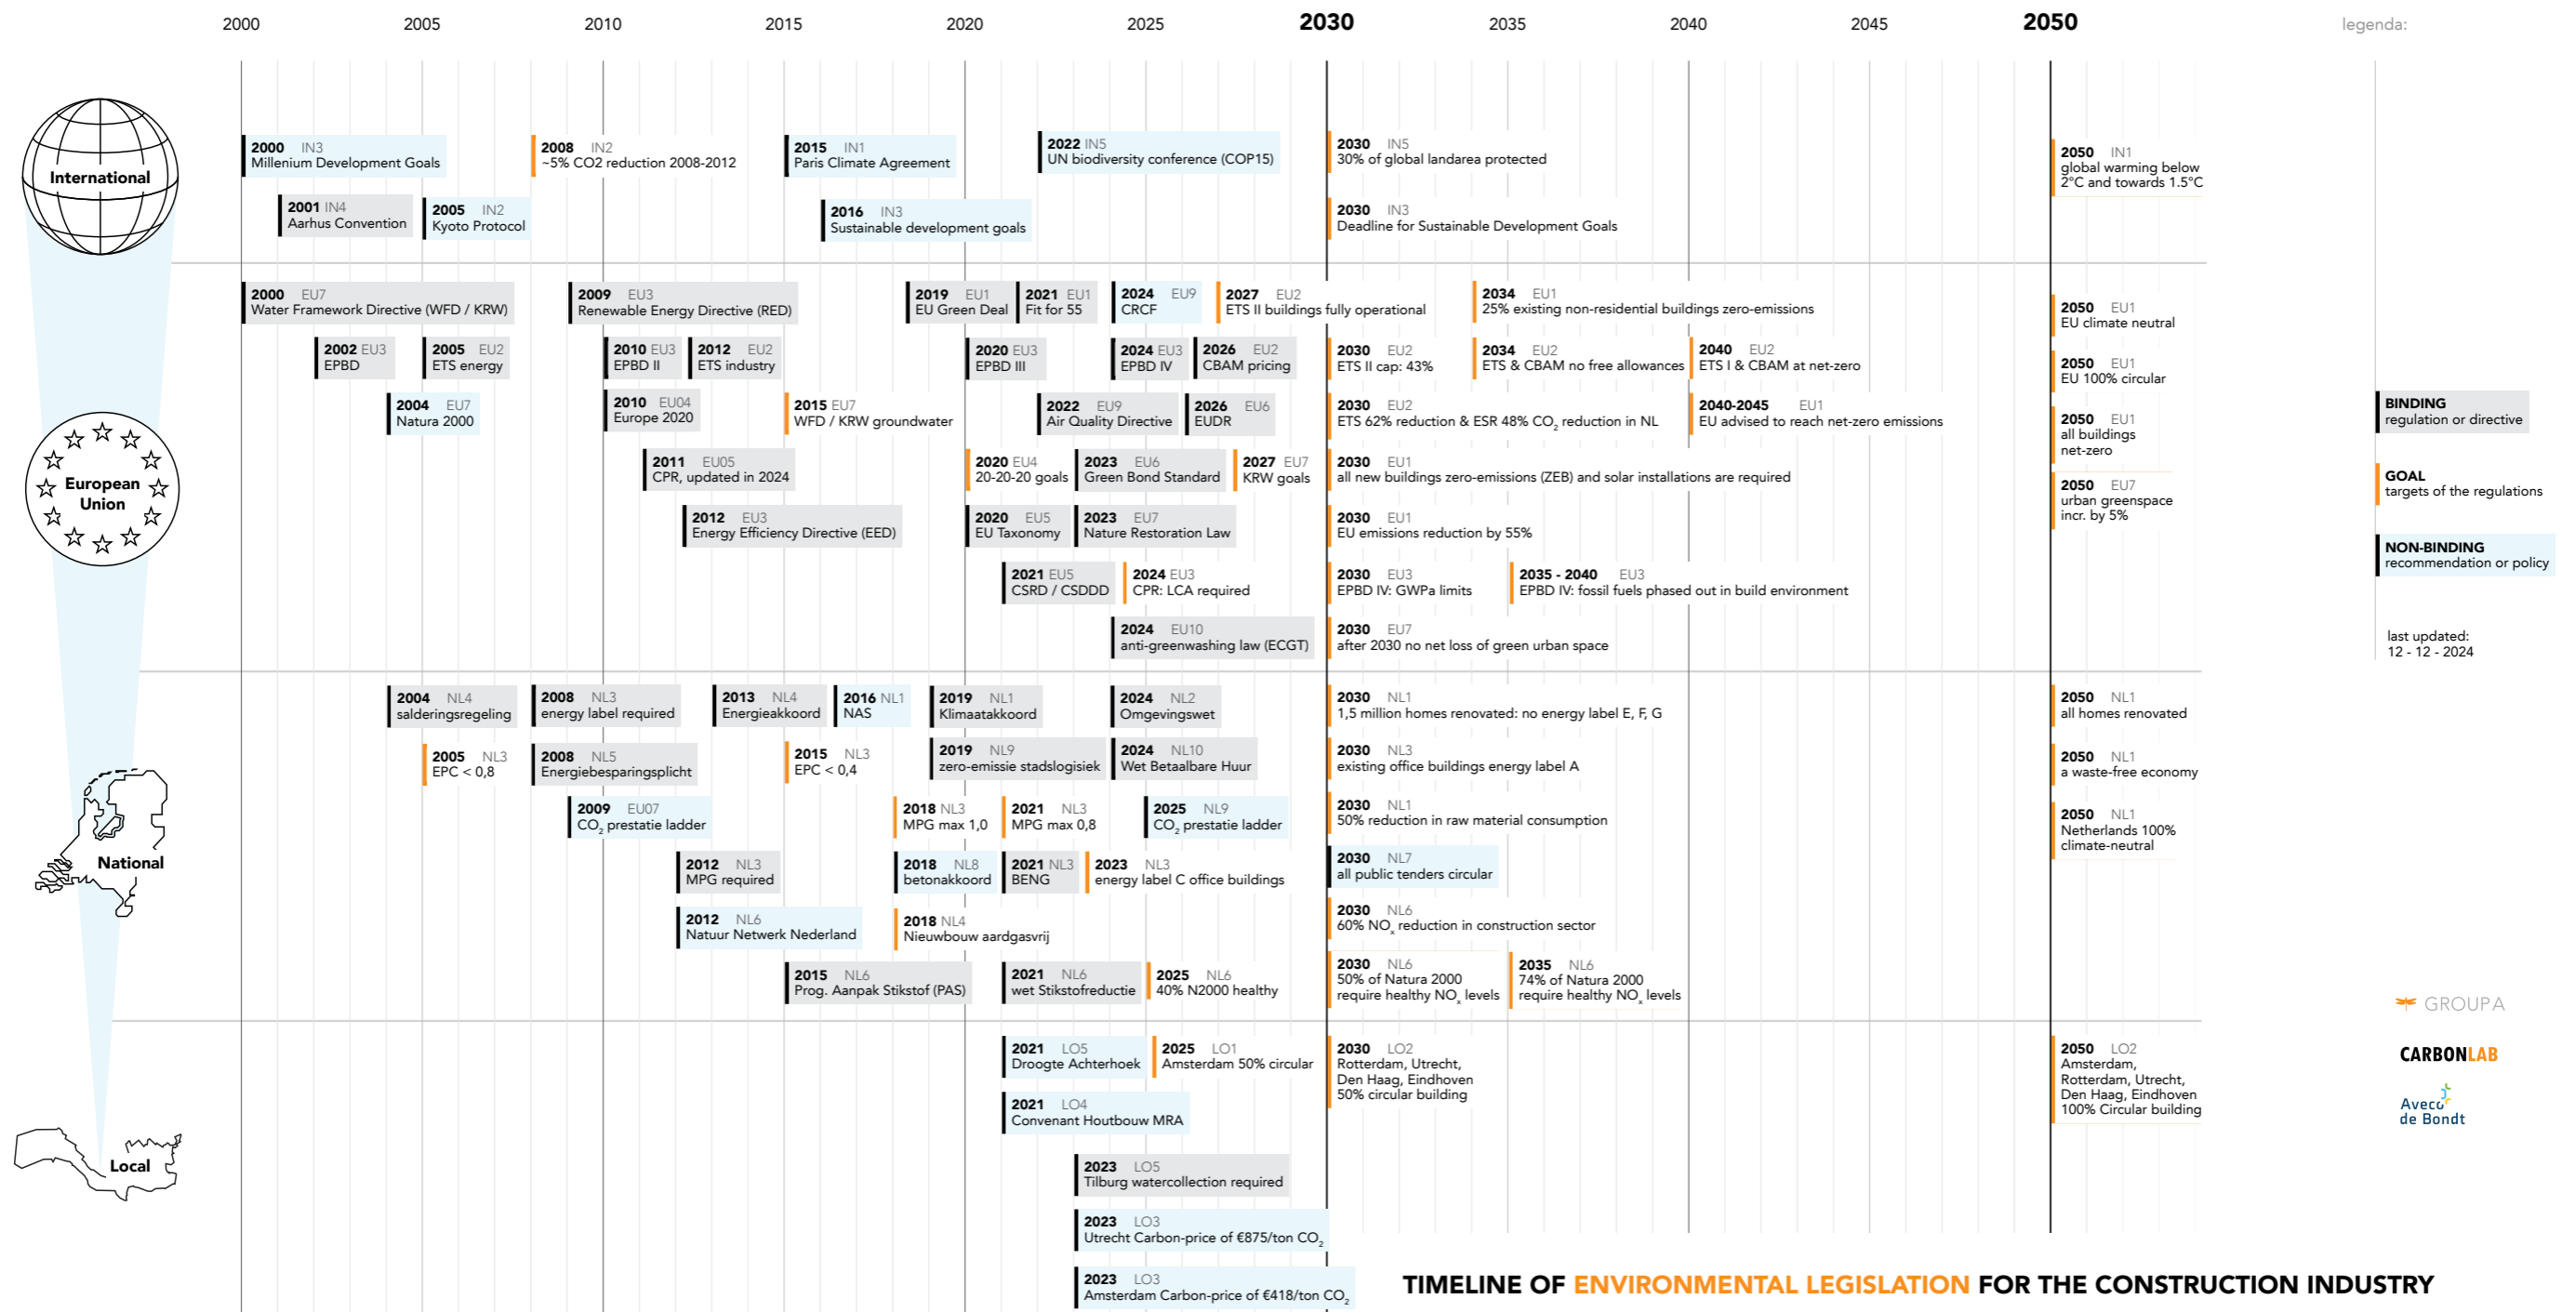 2000 2005 2010 2015 2020 2025 2030 2035 2040 2045 2050 legenda:
International
2000 IN3
Millenium Development Goals
2008 IN2
~5% CO2 reduction 2008-2012
2015 IN1
Paris Climate Agreement
2022 IN5
UN biodiversity conference (COP15)
2030 IN5
30% of global landarea protected
2050 IN1
global warming below
2°C and towards 1.5°C
2001 IN4
Aarhus Convention
2005 IN2
Kyoto Protocol
2016 IN3
Sustainable development goals
2030 IN3
Deadline for Sustainable Development Goals
European
Union
2000 EU7
Water Framework Directive (WFD / KRW)
2009 EU3
Renewable Energy Directive (RED)
2019 EU1
EU Green Deal
2021 EU1
Fit for 55
2024 EU9
CRCF
2027 EU2
ETS II buildings fully operational
2034 EU1
25% existing non-residential buildings zero-emissions
2050 EU1
EU climate neutral
2002 EU3
EPBD
2005 EU2
ETS energy
2010 EU3
EPBD II
2012 EU2
ETS industry
2020 EU3
EPBD III
2024 EU3
EPBD IV
2026 EU2
CBAM pricing
2030 EU2
ETS II cap: 43%
2034 EU2
ETS & CBAM no free allowances
2040 EU2
ETS I & CBAM at net-zero
2050 EU1
EU 100% circular
2004 EU7
Natura 2000
2010 EU04
Europe 2020
2015 EU7
WFD / KRW groundwater
2022 EU9
Air Quality Directive
2026 EU6
EUDR
2030 EU2
ETS 62% reduction & ESR 48% CO₂ reduction in NL
2040-2045 EU1
EU advised to reach net-zero emissions
2050 EU1
all buildings
net-zero
2011 EU05
CPR, updated in 2024
2020 EU4
20-20-20 goals
2023 EU6
Green Bond Standard
2027 EU7
KRW goals
2030 EU1
all new buildings zero-emissions (ZEB) and solar installations are required
2050 EU7
urban greenspace
incr. by 5%
2012 EU3
Energy Efficiency Directive (EED)
2020 EU5
EU Taxonomy
2023 EU7
Nature Restoration Law
2030 EU1
EU emissions reduction by 55%
2021 EU5
CSRD / CSDDD
2024 EU3
CPR: LCA required
2030 EU3
EPBD IV: GWPa limits
2035 - 2040 EU3
EPBD IV: fossil fuels phased out in build environment
2024 EU10
anti-greenwashing law (ECGT)
2030 EU7
after 2030 no net loss of green urban space
BINDING
regulation or directive
GOAL
targets of the regulations
NON-BINDING
recommendation or policy
last updated:
12 - 12 - 2024
National
2004 NL4
salderingsregeling
2008 NL3
energy label required
2013 NL4
Energieakkoord
2016 NL1
NAS
2019 NL1
Klimaatakkoord
2024 NL2
Omgevingswet
2030 NL1
1,5 million homes renovated: no energy label E, F, G
2050 NL1
all homes renovated
2005 NL3
EPC < 0,8
2008 NL5
Energiebesparingsplicht
2015 NL3
EPC < 0,4
2019 NL9
zero-emissie stadslogisiek
2024 NL10
Wet Betaalbare Huur
2030 NL3
existing office buildings energy label A
2050 NL1
a waste-free economy
2009 EU07
CO₂ prestatie ladder
2018 NL3
MPG max 1,0
2021 NL3
MPG max 0,8
2025 NL9
CO₂ prestatie ladder
2030 NL1
50% reduction in raw material consumption
2050 NL1
Netherlands 100%
climate-neutral
2012 NL3
MPG required
2018 NL8
betonakkoord
2021 NL3
BENG
2023 NL3
energy label C office buildings
2030 NL7
all public tenders circular
2012 NL6
Natuur Netwerk Nederland
2018 NL4
Nieuwbouw aardgasvrij
2030 NL6
60% NOₓ reduction in construction sector
2015 NL6
Prog. Aanpak Stikstof (PAS)
2021 NL6
wet Stikstofreductie
2025 NL6
40% N2000 healthy
2030 NL6
50% of Natura 2000
require healthy NOₓ levels
2035 NL6
74% of Natura 2000
require healthy NOₓ levels
Local
2021 LO5
Droogte Achterhoek
2025 LO1
Amsterdam 50% circular
2030 LO2
Rotterdam, Utrecht,
Den Haag, Eindhoven
50% circular building
2050 LO2
Amsterdam,
Rotterdam, Utrecht,
Den Haag, Eindhoven
100% Circular building
2021 LO4
Convenant Houtbouw MRA
2023 LO5
Tilburg watercollection required
2023 LO3
Utrecht Carbon-price of €875/ton CO₂
2023 LO3
Amsterdam Carbon-price of €418/ton CO₂
GROUP A
CARBONLAB
Aveco
de Bondt
TIMELINE OF ENVIRONMENTAL LEGISLATION FOR THE CONSTRUCTION INDUSTRY